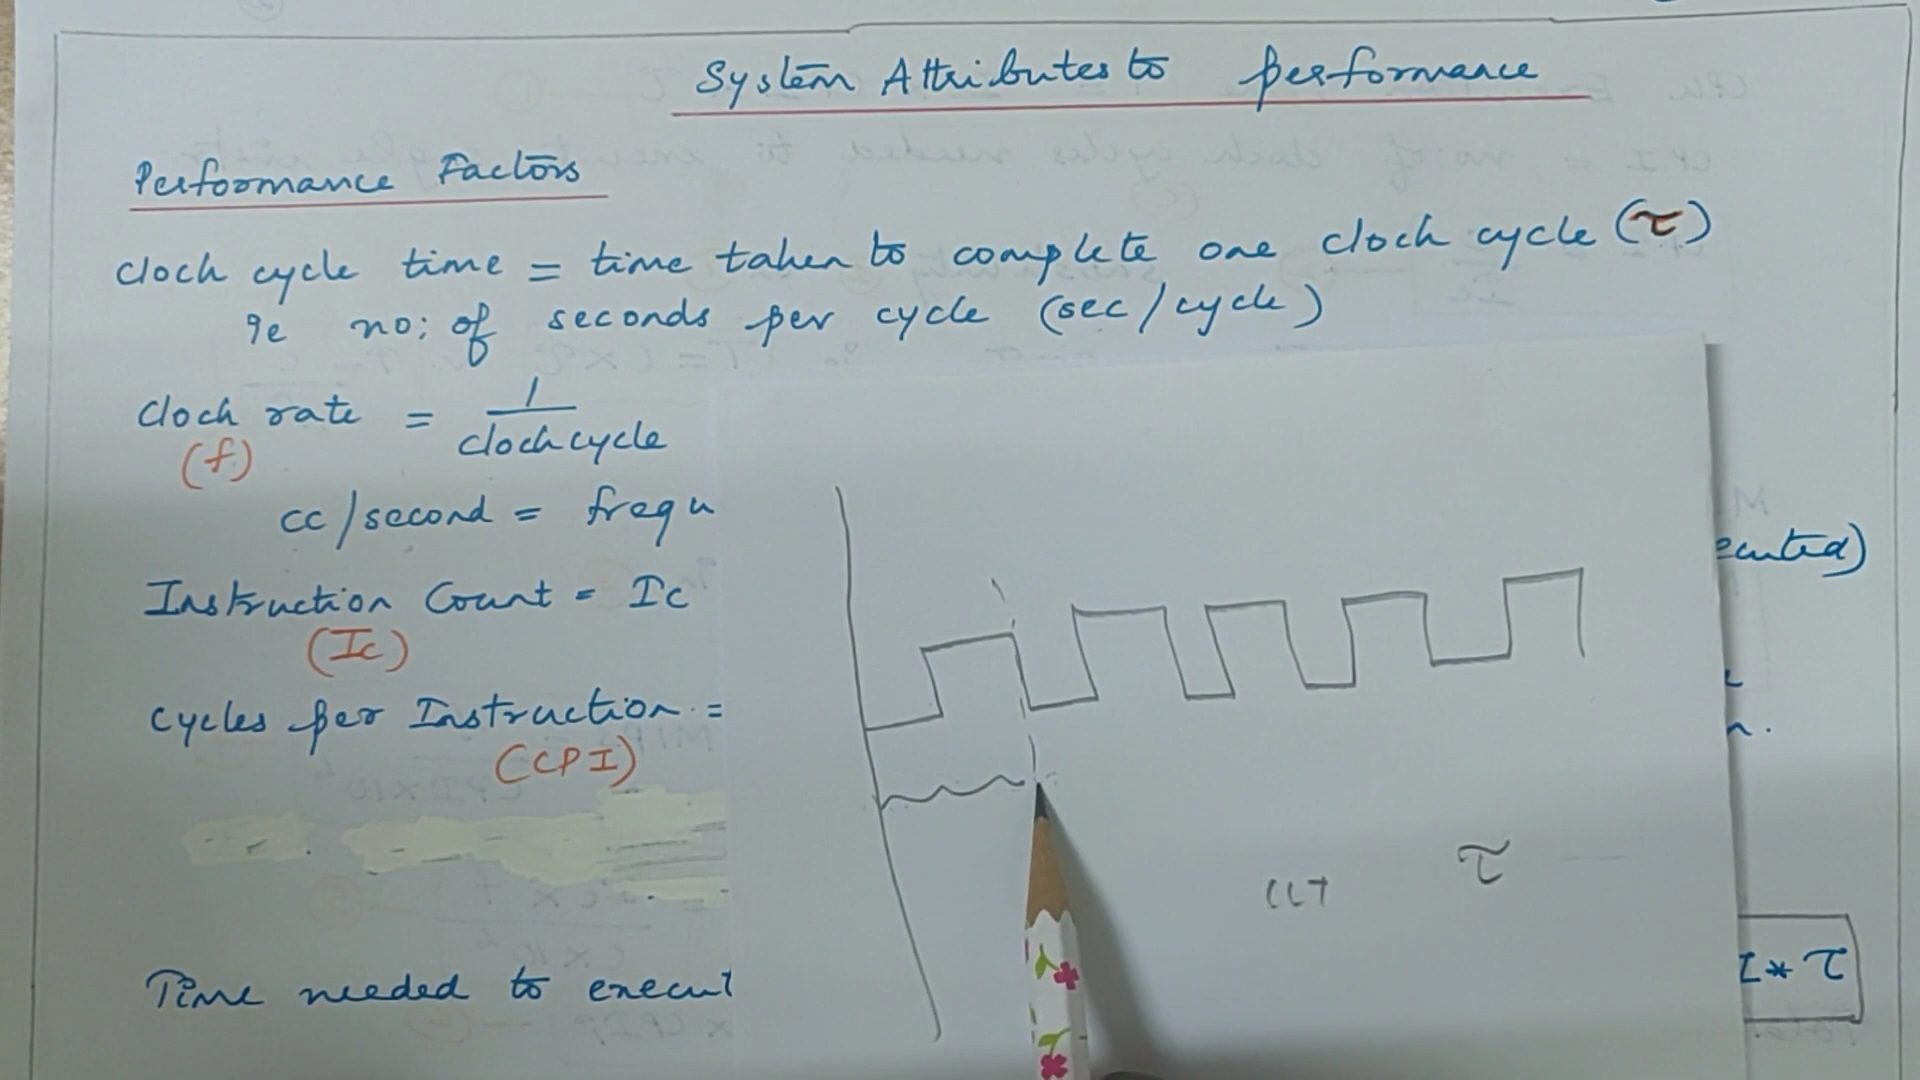 System Attributes to performance
Performance Factors
Clock cycle time = time taken to complete one clock cycle (τ)
ie no: of seconds per cycle (sec/cycle)
Clock rate = 1 / clock cycle
(f)
cc/second = frequ
ecuted)
Instruction Count = Ic
(Ic)
Cycles per Instruction =
(CPI)
n.
τ
CCT
I * τ
Time needed to execut